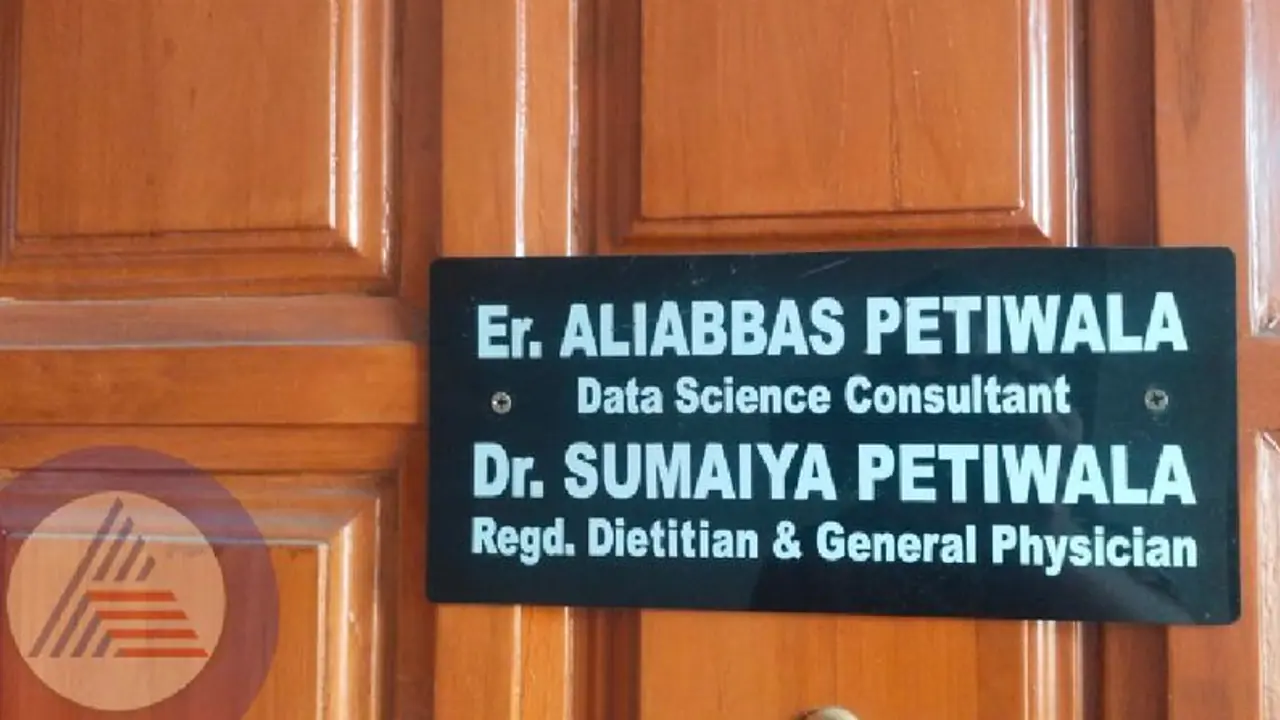 Er. ALIABBAS PETIWALA
Data Science Consultant
Dr. SUMAIYA PETIWALA
Regd. Dietitian & General Physician